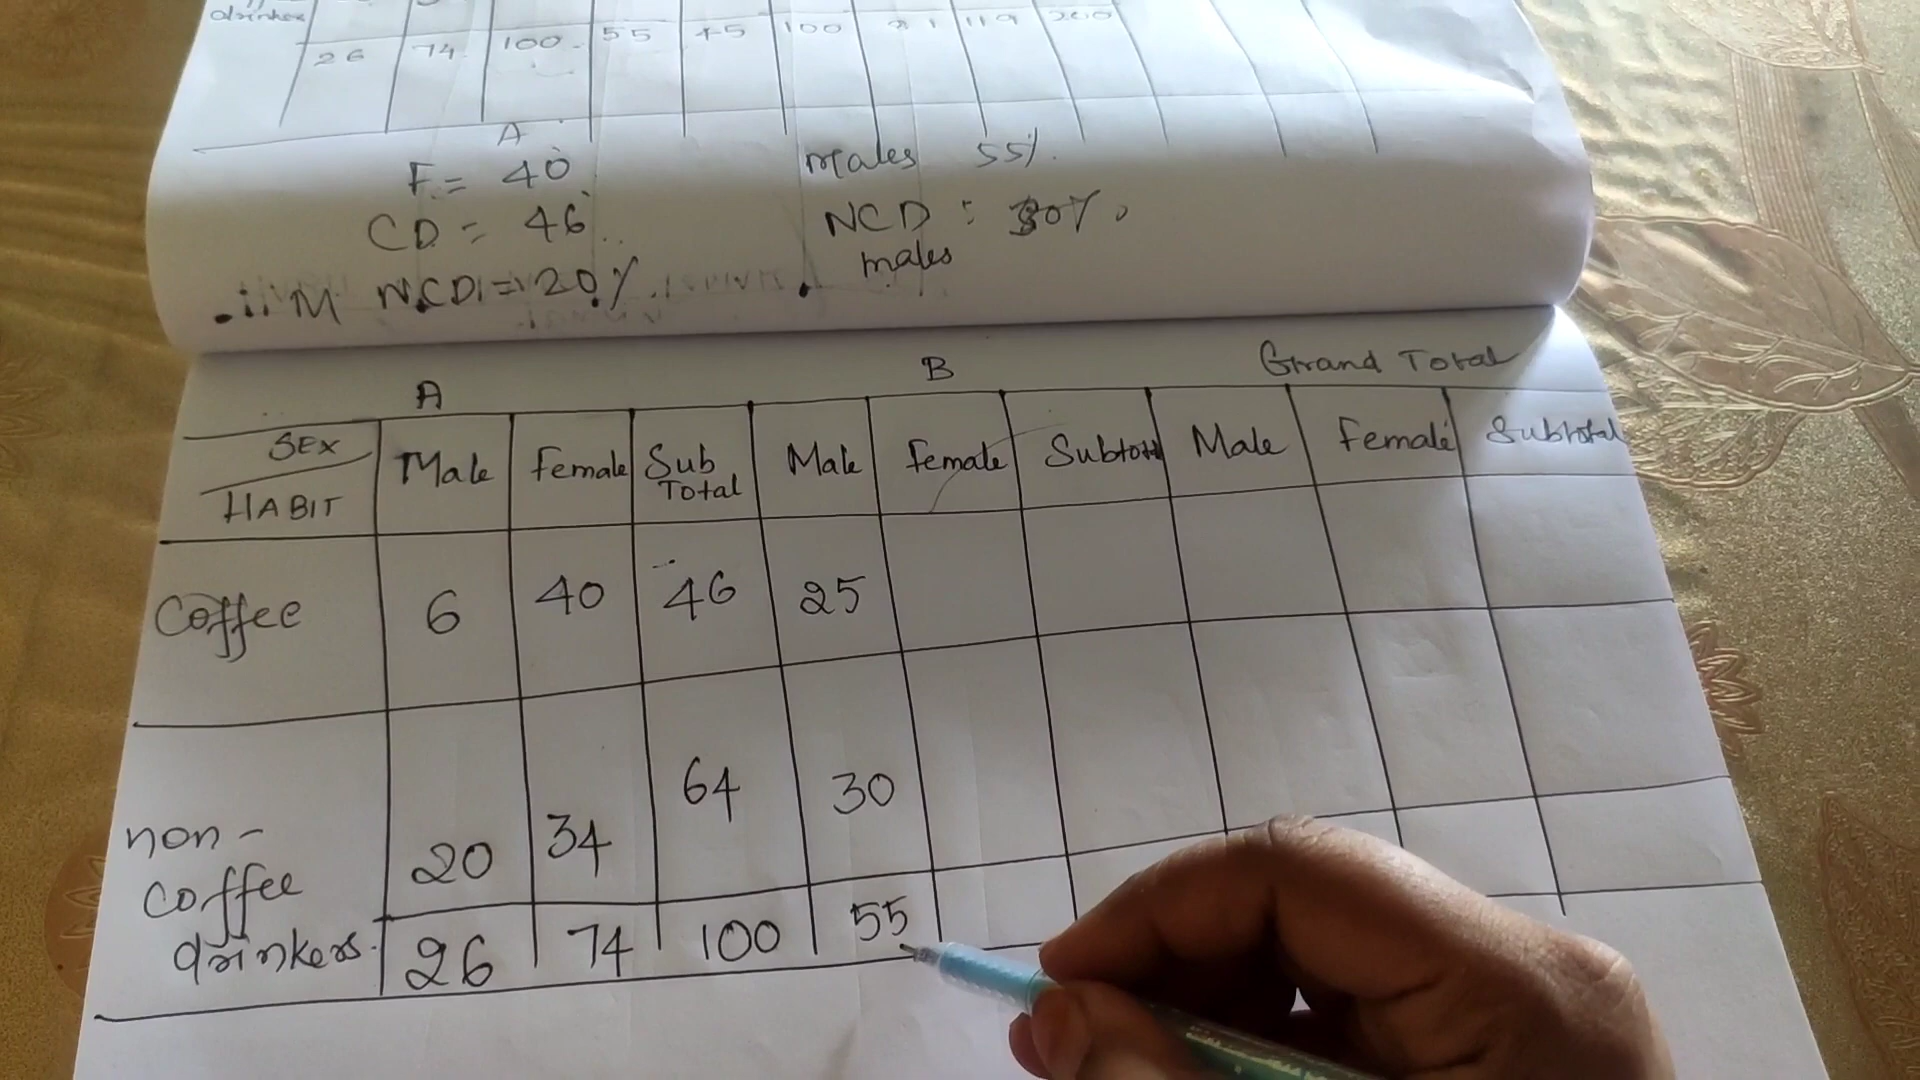 drinkers
26 74 100 55 45 100 81 119 200
A
F = 40
CD = 46
M NCD = 20%
males 55%
NCD : 30%
males
A B Grand Total
SEX Male Female Sub Total Male Female Subtott Male Female Subtotal
HABIT
Coffee 6 40 46 25
non-
coffee
drinkers. 20 34 64 30
26 74 100 55